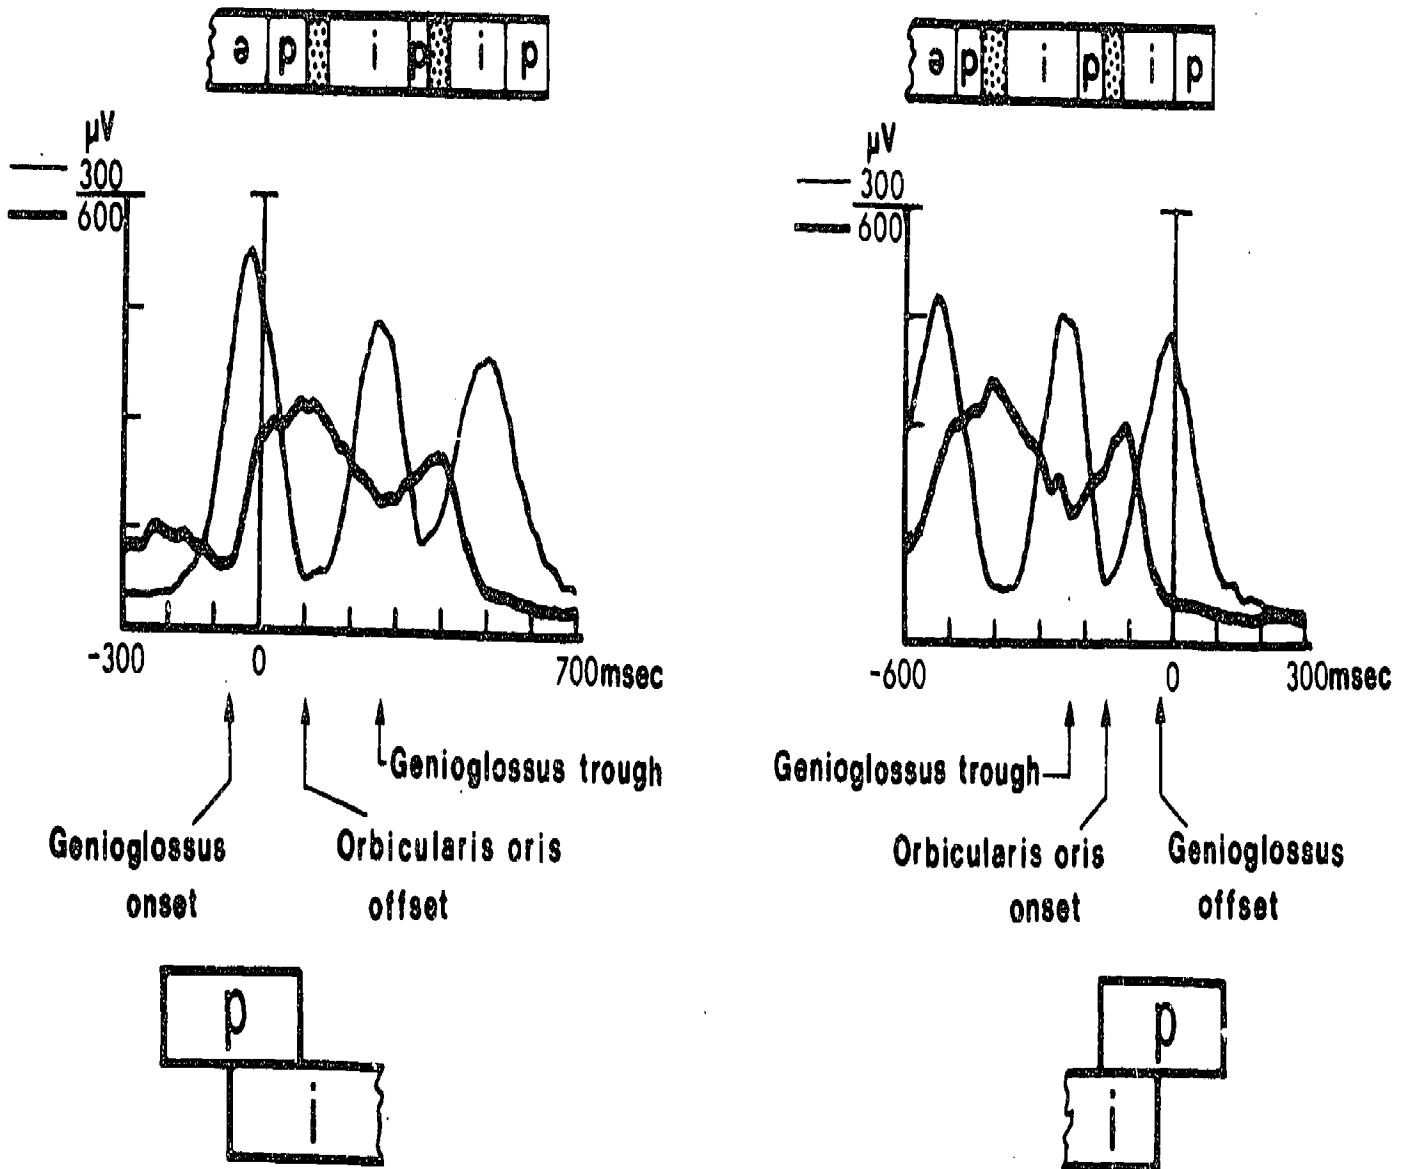 ə p i p i p
ə p i p i p
µV
300
600
µV
300
600
-300 0 700msec
-600 0 300msec
Genioglossus trough
Genioglossus trough
Genioglossus onset
Orbicularis oris offset
Orbicularis oris onset
Genioglossus offset
p
i
p
i